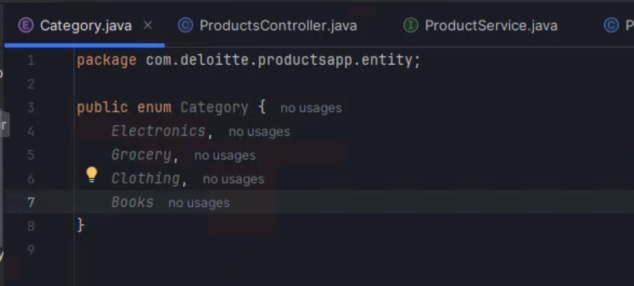 Category.java
ProductsController.java
ProductService.java
1 package com.deloitte.productsapp.entity;
2
3 public enum Category { no usages
4 Electronics, no usages
5 Grocery, no usages
6 Clothing, no usages
7 Books no usages
8 }
9